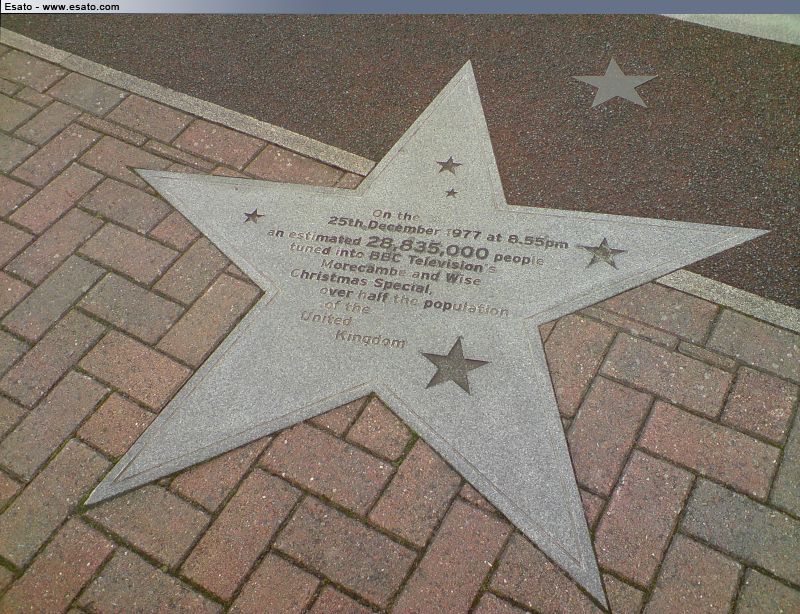 Esato - www.esato.com
On the
25th December 1977 at 8.55pm
an estimated 28,835,000 people
tuned into BBC Television's
Morecambe and Wise
Christmas Special,
over half the population
of the
United
Kingdom